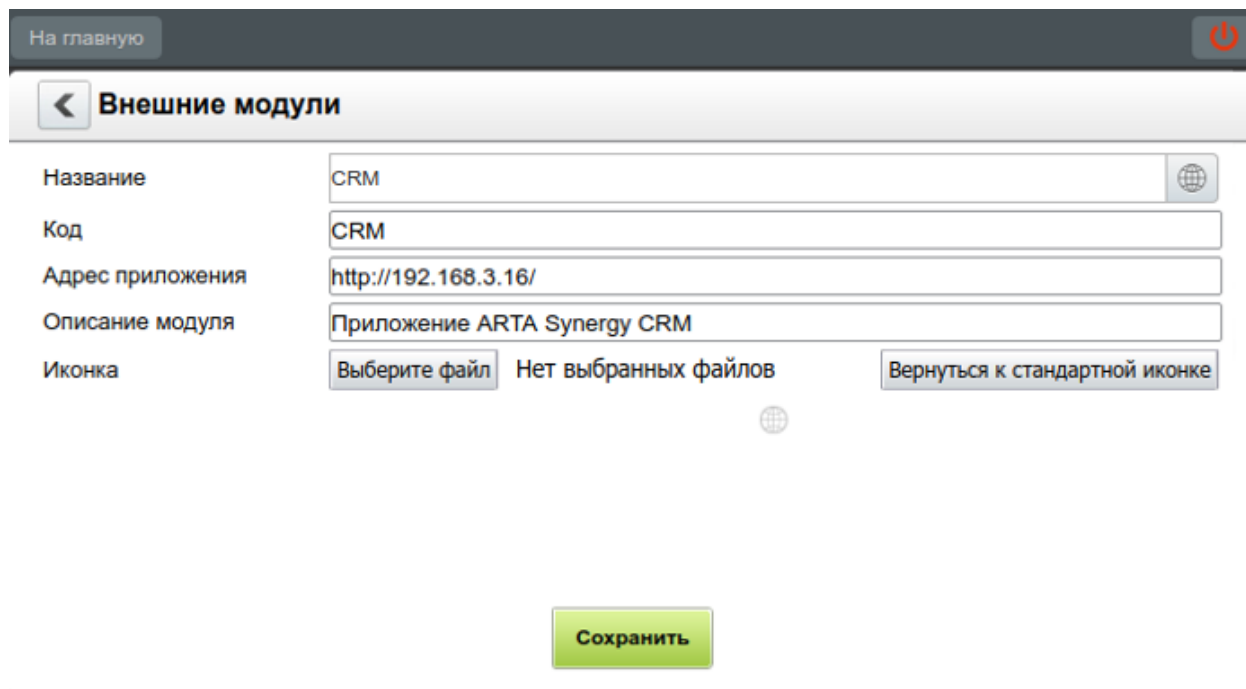 На главную
Внешние модули
Название CRM
Код CRM
Адрес приложения http://192.168.3.16/
Описание модуля Приложение ARTA Synergy CRM
Иконка Выберите файл Нет выбранных файлов Вернуться к стандартной иконке
Сохранить